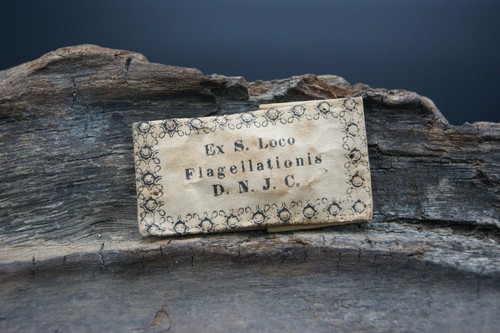 Ex S. Loco
Flagellationis
D. N. J. C.